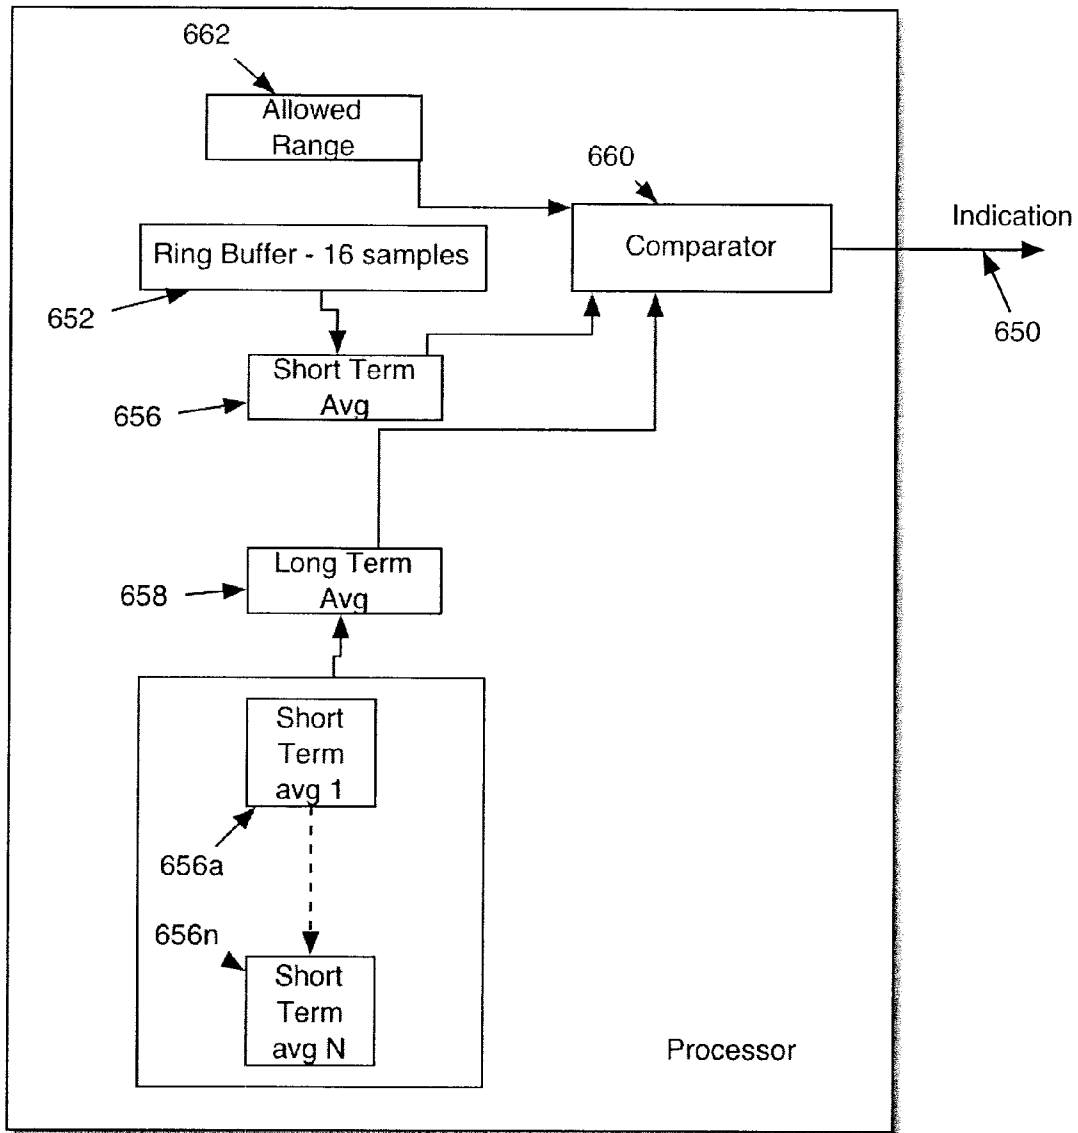 662
Allowed
Range
660
Comparator
Indication
650
Ring Buffer - 16 samples
652
Short Term
Avg
656
Long Term
Avg
658
Short
Term
avg 1
656a
656n
Short
Term
avg N
Processor